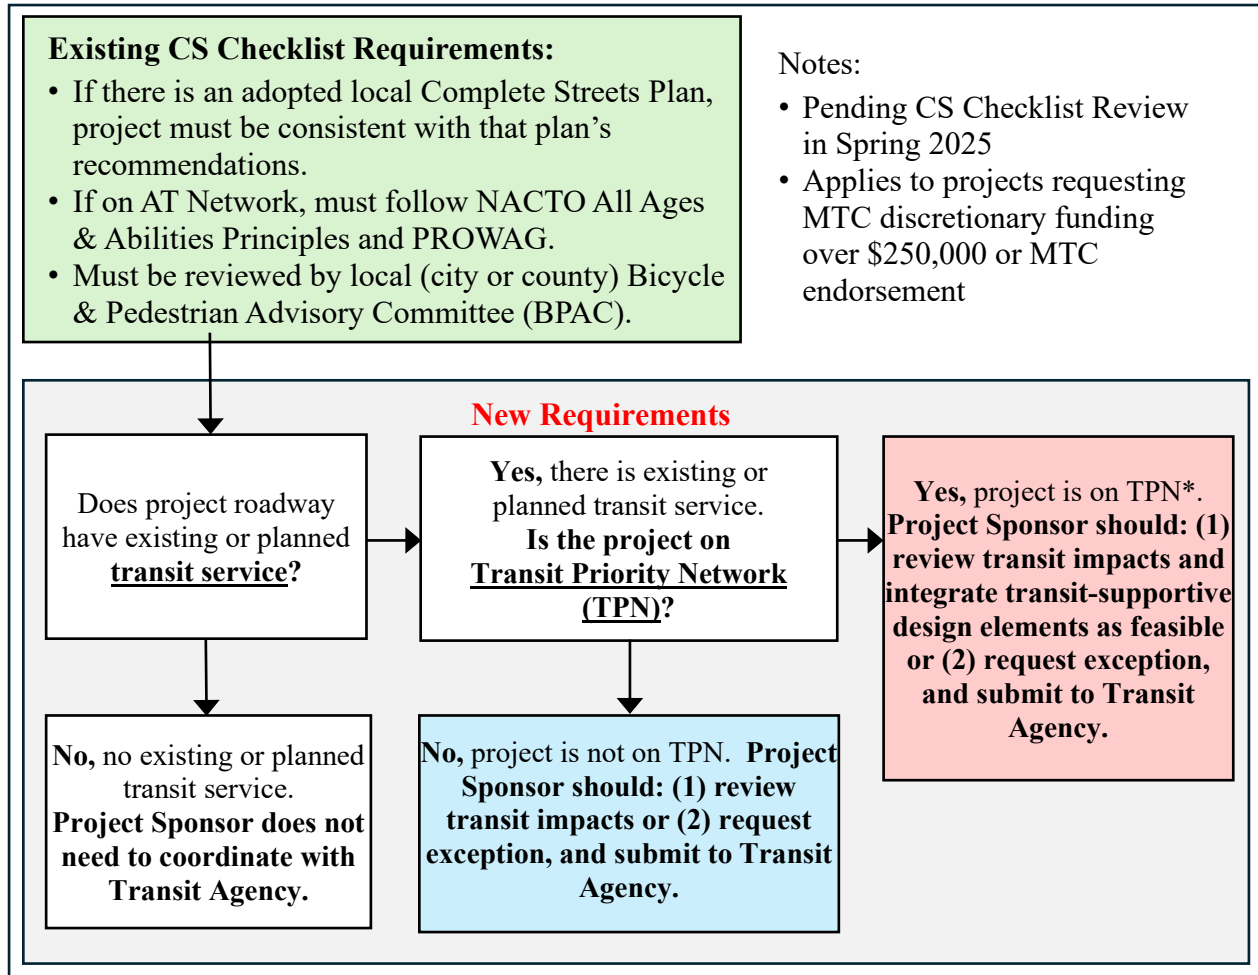 Existing CS Checklist Requirements:
• If there is an adopted local Complete Streets Plan,
project must be consistent with that plan's
recommendations.
• If on AT Network, must follow NACTO All Ages
& Abilities Principles and PROWAG.
• Must be reviewed by local (city or county) Bicycle
& Pedestrian Advisory Committee (BPAC).
Notes:
• Pending CS Checklist Review
in Spring 2025
• Applies to projects requesting
MTC discretionary funding
over $250,000 or MTC
endorsement
New Requirements
Does project roadway
have existing or planned
transit service?
Yes, there is existing or
planned transit service.
Is the project on
Transit Priority Network
(TPN)?
Yes, project is on TPN*.
Project Sponsor should: (1)
review transit impacts and
integrate transit-supportive
design elements as feasible
or (2) request exception,
and submit to Transit
Agency.
No, no existing or planned
transit service.
Project Sponsor does not
need to coordinate with
Transit Agency.
No, project is not on TPN. Project
Sponsor should: (1) review
transit impacts or (2) request
exception, and submit to Transit
Agency.